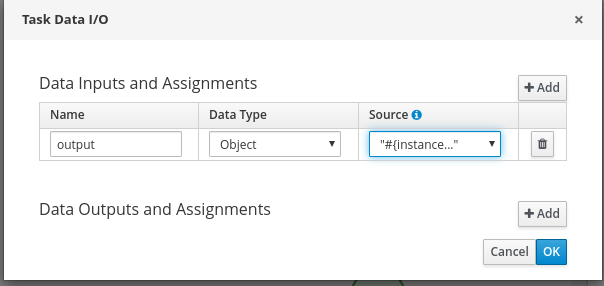 Task Data I/O ×
Data Inputs and Assignments
+ Add
Name Data Type Source
output Object "#{instance..."
Data Outputs and Assignments
+ Add
Cancel OK